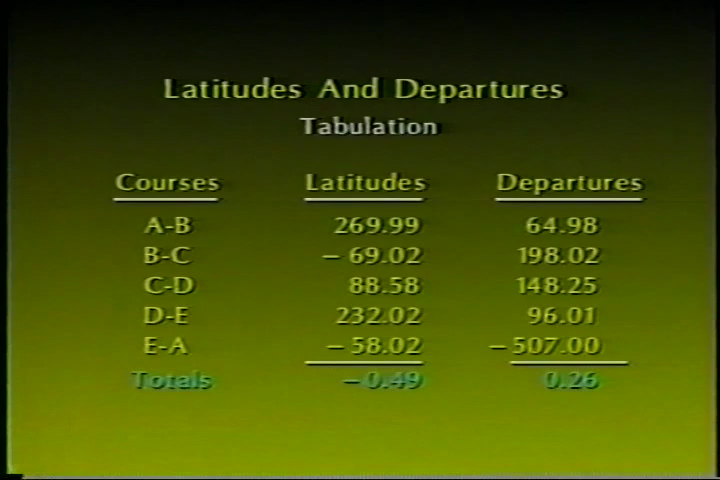 Latitudes And Departures
Tabulation
Courses Latitudes Departures
A-B 269.99 64.98
B-C – 69.02 198.02
C-D 88.58 148.25
D-E 232.02 96.01
E-A – 58.02 – 507.00
Totals – 0.49 0.26